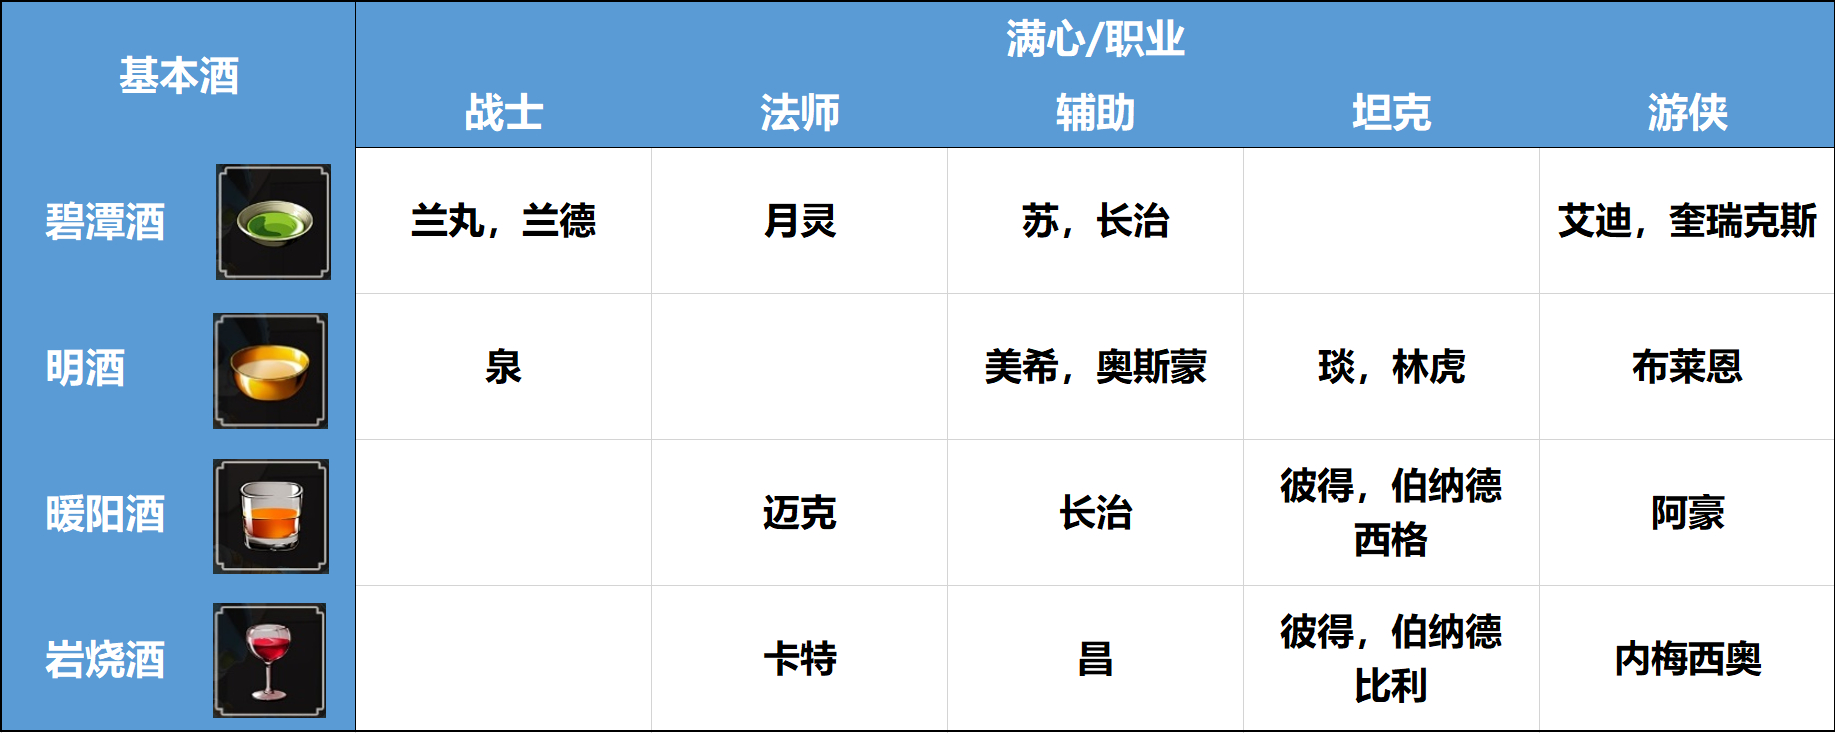 基本酒
满心/职业
战士
法师
辅助
坦克
游侠
碧潭酒
兰丸，兰德
月灵
苏，长治
艾迪，奎瑞克斯
明酒
泉
美希，奥斯蒙
琰，林虎
布莱恩
暖阳酒
迈克
长治
彼得，伯纳德
西格
阿豪
岩烧酒
卡特
昌
彼得，伯纳德
比利
内梅西奥